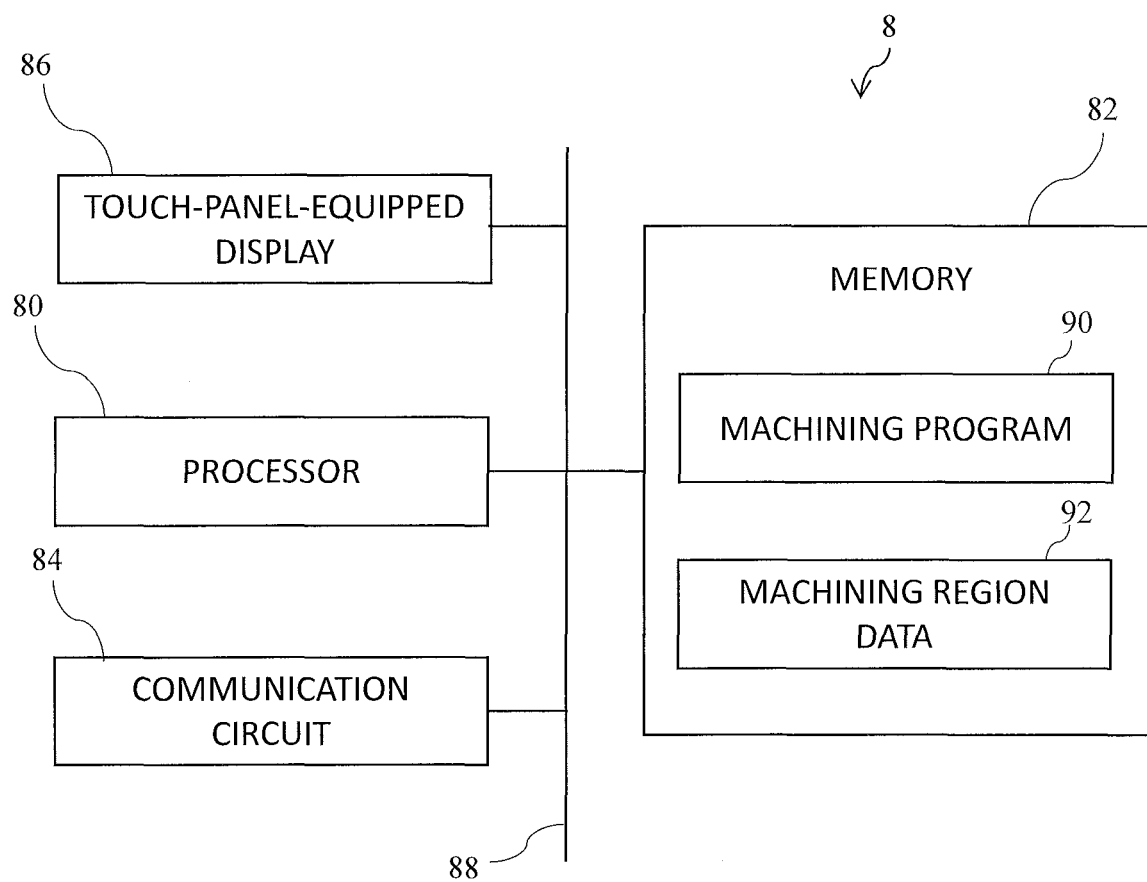 8
86
82
TOUCH-PANEL-EQUIPPED
DISPLAY
MEMORY
80
90
PROCESSOR
MACHINING PROGRAM
84
92
COMMUNICATION
CIRCUIT
MACHINING REGION
DATA
88